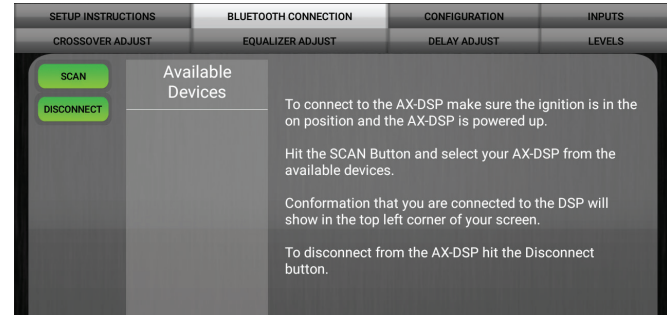 SETUP INSTRUCTIONS
BLUETOOTH CONNECTION
CONFIGURATION
INPUTS
CROSSOVER ADJUST
EQUALIZER ADJUST
DELAY ADJUST
LEVELS
SCAN
DISCONNECT
Available
Devices
To connect to the AX-DSP make sure the ignition is in the
on position and the AX-DSP is powered up.
Hit the SCAN Button and select your AX-DSP from the
available devices.
Conformation that you are connected to the DSP will
show in the top left corner of your screen.
To disconnect from the AX-DSP hit the Disconnect
button.